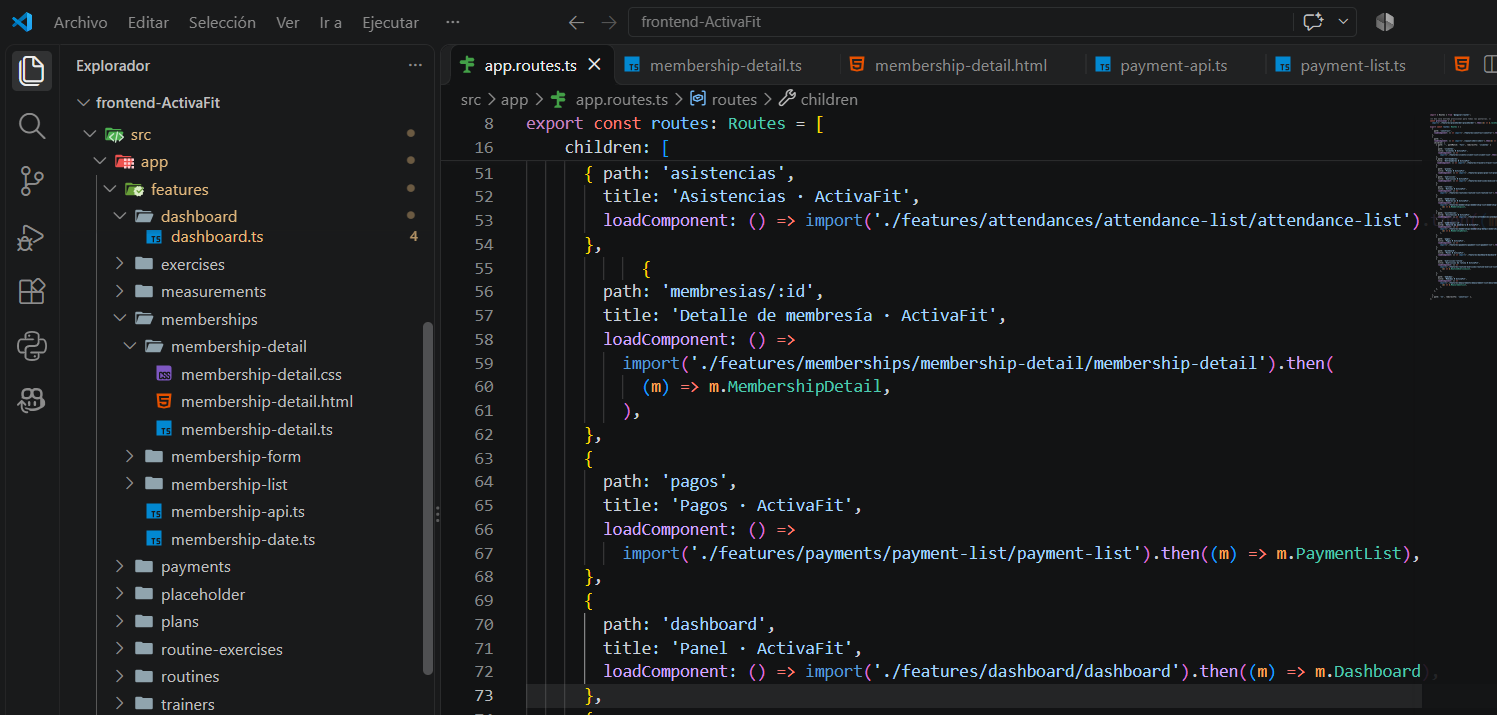 Archivo Editar Selección Ver Ir a Ejecutar ··· frontend-ActivaFit
Explorador ···
frontend-ActivaFit
src
app
features
dashboard
dashboard.ts 4
exercises
measurements
memberships
membership-detail
membership-detail.css
membership-detail.html
membership-detail.ts
membership-form
membership-list
membership-api.ts
membership-date.ts
payments
placeholder
plans
routine-exercises
routines
trainers
app.routes.ts membership-detail.ts membership-detail.html payment-api.ts payment-list.ts
src > app > app.routes.ts > routes > children
8 export const routes: Routes = [
16 children: [
51 { path: 'asistencias',
52 title: 'Asistencias · ActivaFit',
53 loadComponent: () => import('./features/attendances/attendance-list/attendance-list')
54 },
55 {
56 path: 'membresias/:id',
57 title: 'Detalle de membresía · ActivaFit',
58 loadComponent: () =>
59 import('./features/memberships/membership-detail/membership-detail').then(
60 (m) => m.MembershipDetail,
61 ),
62 },
63 {
64 path: 'pagos',
65 title: 'Pagos · ActivaFit',
66 loadComponent: () =>
67 import('./features/payments/payment-list/payment-list').then((m) => m.PaymentList),
68 },
69 {
70 path: 'dashboard',
71 title: 'Panel · ActivaFit',
72 loadComponent: () => import('./features/dashboard/dashboard').then((m) => m.Dashboard),
73 },